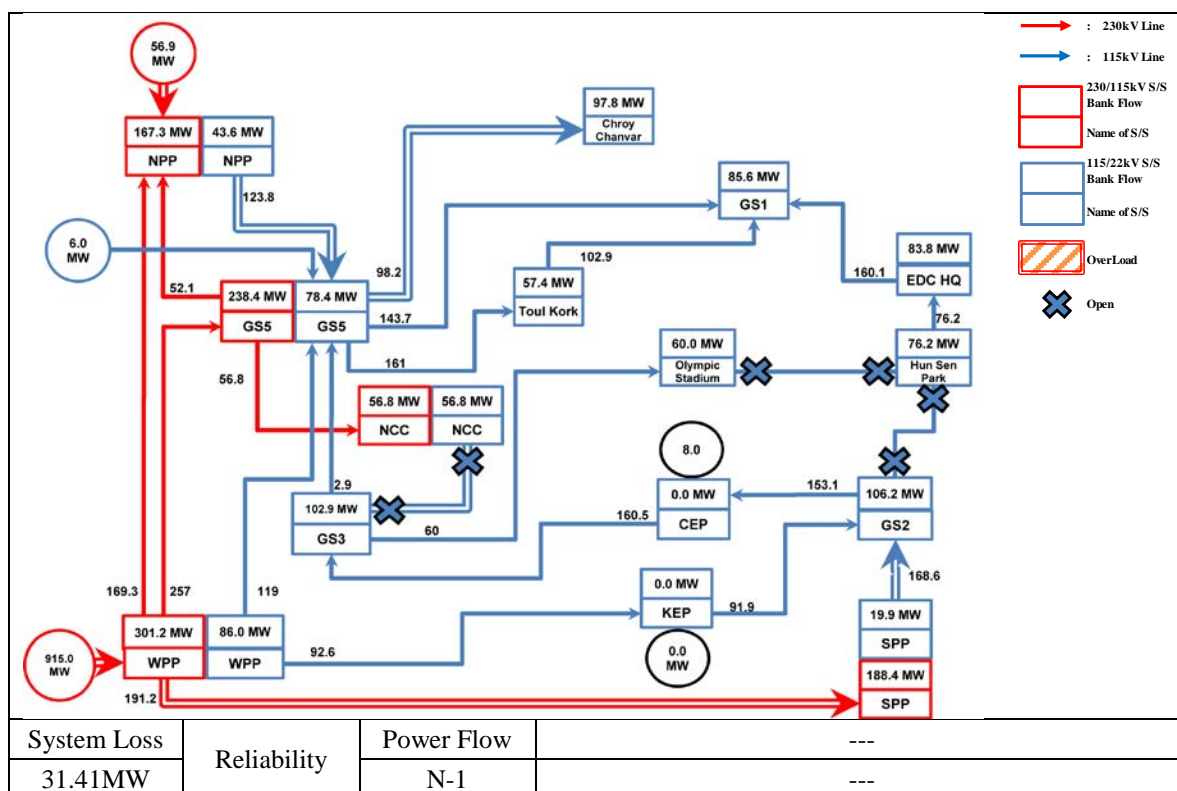 56.9
MW
167.3 MW
43.6 MW
NPP
NPP
123.8
6.0
MW
52.1
238.4 MW
78.4 MW
GS5
GS5
98.2
143.7
161
56.8
97.8 MW
Chroy
Chanvar
85.6 MW
GS1
102.9
57.4 MW
Toul Kork
83.8 MW
EDC HQ
160.1
76.2
60.0 MW
Olympic
Stadium
76.2 MW
Hun Sen
Park
56.8 MW
56.8 MW
NCC
NCC
2.9
102.9 MW
GS3
60
8.0
0.0 MW
CEP
160.5
153.1
106.2 MW
GS2
168.6
0.0 MW
KEP
91.9
0.0
MW
19.9 MW
SPP
188.4 MW
SPP
169.3
257
119
301.2 MW
86.0 MW
WPP
WPP
92.6
915.0
MW
191.2
: 230kV Line
: 115kV Line
230/115kV S/S
Bank Flow
Name of S/S
115/22kV S/S
Bank Flow
Name of S/S
OverLoad
Open
System Loss
Reliability
Power Flow
---
31.41MW
N-1
---